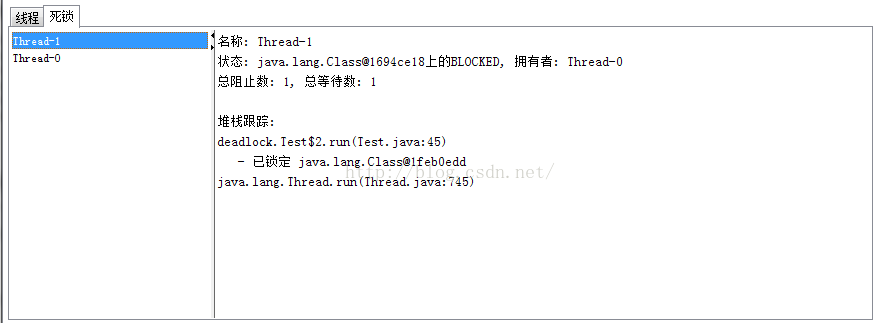 线程 死锁
Thread-1
Thread-0
名称: Thread-1
状态: java.lang.Class@1694ce18上的BLOCKED, 拥有者: Thread-0
总阻止数: 1, 总等待数: 1
堆栈跟踪:
deadlock.Test$2.run(Test.java:45)
- 已锁定 java.lang.Class@1feb0edd
http://blog.csdn.net/
java.lang.Thread.run(Thread.java:745)